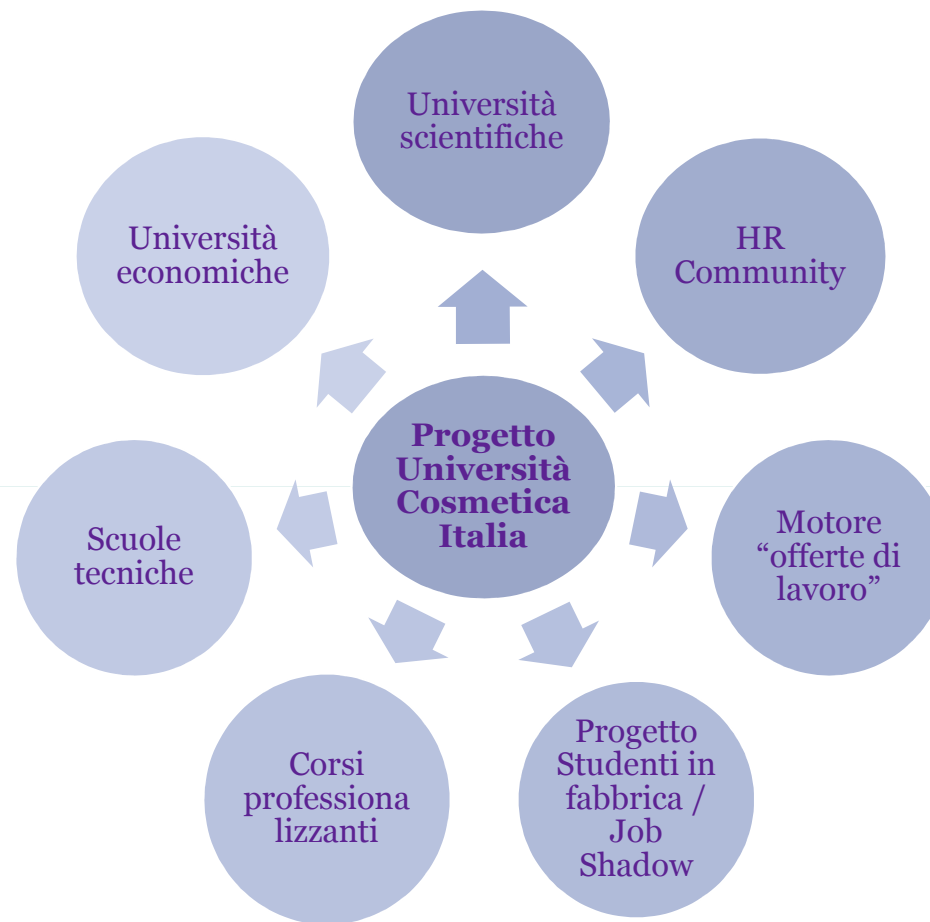 Università
scientifiche
HR
Community
Motore
“offerte di
lavoro”
Progetto
Studenti in
fabbrica /
Job
Shadow
Corsi
professiona
lizzanti
Scuole
tecniche
Università
economiche
Progetto
Università
Cosmetica
Italia